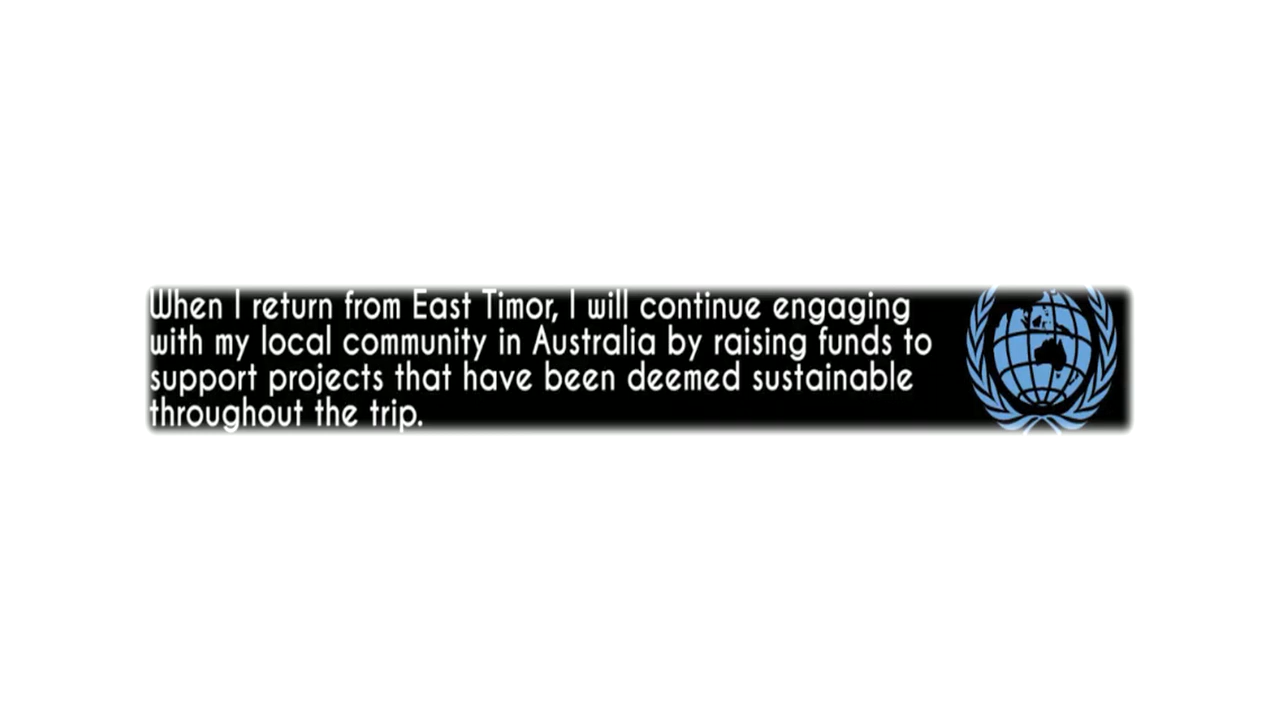 When I return from East Timor, I will continue engaging
with my local community in Australia by raising funds to
support projects that have been deemed sustainable
throughout the trip.